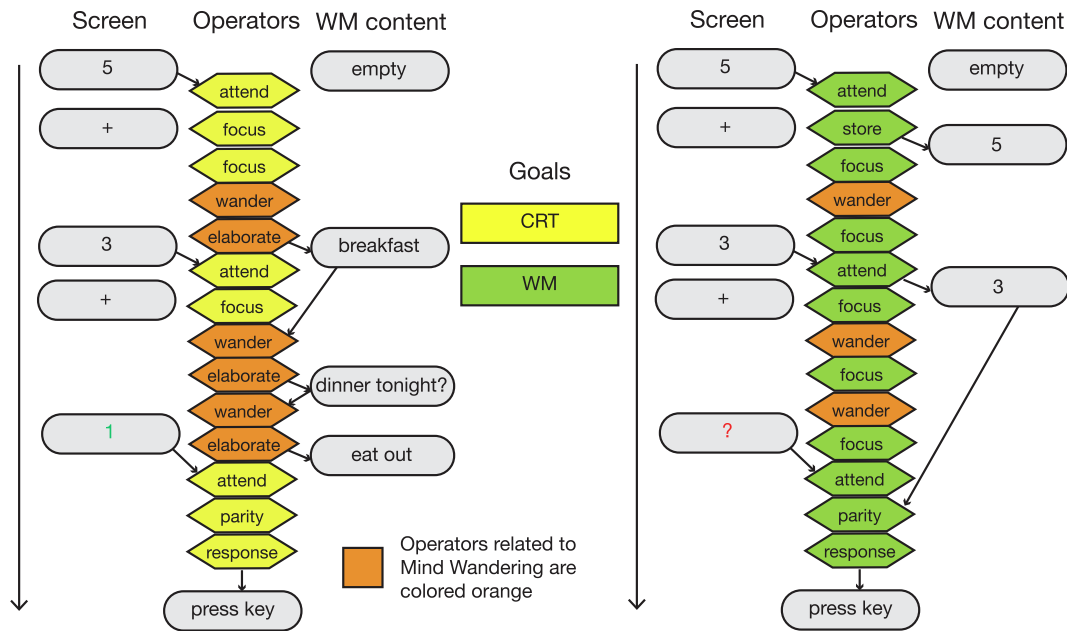 Screen Operators WM content
5
empty
attend
+
focus
focus
wander
elaborate
3
breakfast
attend
+
focus
wander
elaborate
dinner tonight?
wander
1
elaborate
eat out
attend
parity
response
press key
Goals
CRT
WM
Operators related to
Mind Wandering are
colored orange
Screen Operators WM content
5
empty
attend
+
store
5
focus
wander
focus
3
attend
3
+
focus
wander
focus
wander
?
focus
attend
parity
response
press key